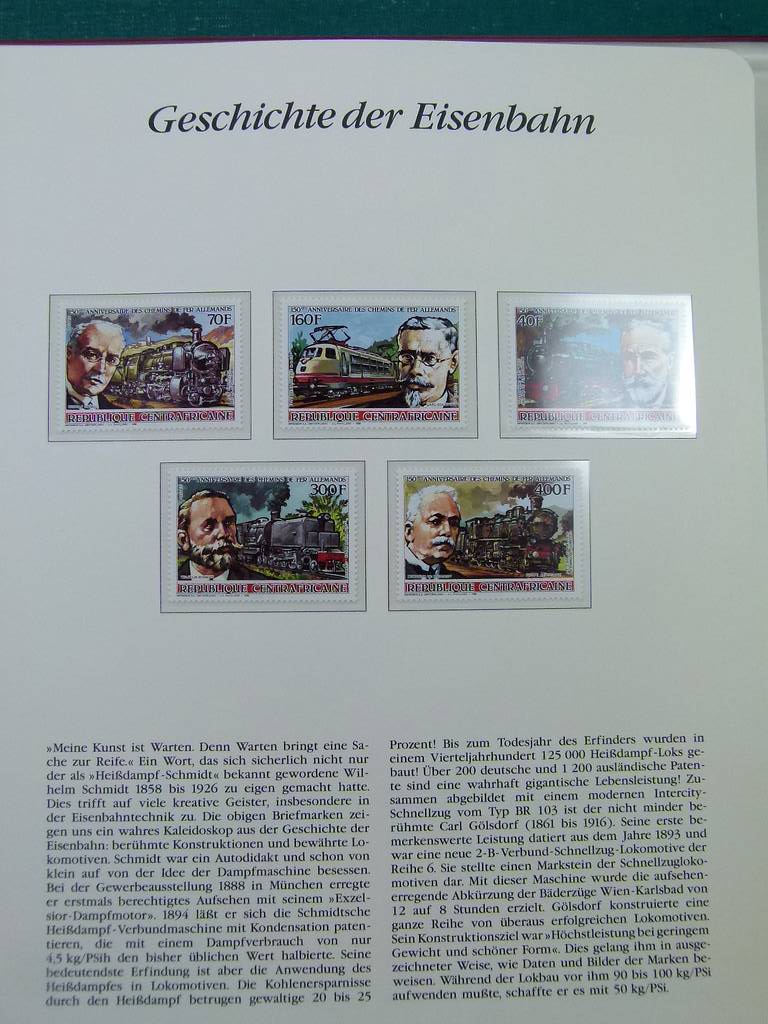 Geschichte der Eisenbahn
150e ANNIVERSAIRE DES CHEMINS DE FER ALLEMANDS
70F
REPUBLIQUE CENTRAFRICAINE
150e ANNIVERSAIRE DES CHEMINS DE FER ALLEMANDS
160F
REPUBLIQUE CENTRAFRICAINE
40F
REPUBLIQUE CENTRAFRICAINE
150e ANNIVERSAIRE DES CHEMINS DE FER ALLEMANDS
300F
REPUBLIQUE CENTRAFRICAINE
150e ANNIVERSAIRE DES CHEMINS DE FER ALLEMANDS
400F
REPUBLIQUE CENTRAFRICAINE
»Meine Kunst ist Warten. Denn Warten bringt eine Sa-
che zur Reife.« Ein Wort, das sich sicherlich nicht nur
der als »Heißdampf-Schmidt« bekannt gewordene Wil-
helm Schmidt 1858 bis 1926 zu eigen gemacht hatte.
Dies trifft auf viele kreative Geister, insbesondere in
der Eisenbahntechnik zu. Die obigen Briefmarken zei-
gen uns ein wahres Kaleidoskop aus der Geschichte der
Eisenbahn: berühmte Konstruktionen und bewährte Lo-
komotiven. Schmidt war ein Autodidakt und schon von
klein auf von der Idee der Dampfmaschine besessen.
Bei der Gewerbeausstellung 1888 in München erregte
er erstmals berechtigtes Aufsehen mit seinem »Exzel-
sior-Dampfmotor». 1894 läßt er sich die Schmidtsche
Heißdampf-Verbundmaschine mit Kondensation paten-
tieren, die mit einem Dampfverbrauch von nur
4,5 kg/PSih den bisher üblichen Wert halbierte. Seine
bedeutendste Erfindung ist aber die Anwendung des
Heißdampfes in Lokomotiven. Die Kohlenersparnisse
durch den Heißdampf betrugen gewaltige 20 bis 25
Prozent! Bis zum Todesjahr des Erfinders wurden in
einem Vierteljahrhundert 125 000 Heißdampf-Loks ge-
baut! Über 200 deutsche und 1 200 ausländische Paten-
te sind eine wahrhaft gigantische Lebensleistung! Zu-
sammen abgebildet mit einem modernen Intercity-
Schnellzug vom Typ BR 103 ist der nicht minder be-
rühmte Carl Gölsdorf (1861 bis 1916). Seine erste be-
merkenswerte Leistung datiert aus dem Jahre 1893 und
war eine neue 2-B-Verbund-Schnellzug-Lokomotive der
Reihe 6. Sie stellte einen Markstein der Schnellzugloko-
motiven dar. Mit dieser Maschine wurde die aufsehen-
erregende Abkürzung der Bäderzüge Wien-Karlsbad von
12 auf 8 Stunden erzielt. Gölsdorf konstruierte eine
ganze Reihe von überaus erfolgreichen Lokomotiven.
Sein Konstruktionsziel war »Höchstleistung bei geringem
Gewicht und schöner Form«. Dies gelang ihm in ausge-
zeichneter Weise, wie Daten und Bilder der Marken be-
weisen. Während der Lokbau vor ihm 90 bis 100 kg/PSi
aufwenden mußte, schaffte er es mit 50 kg/PSi.